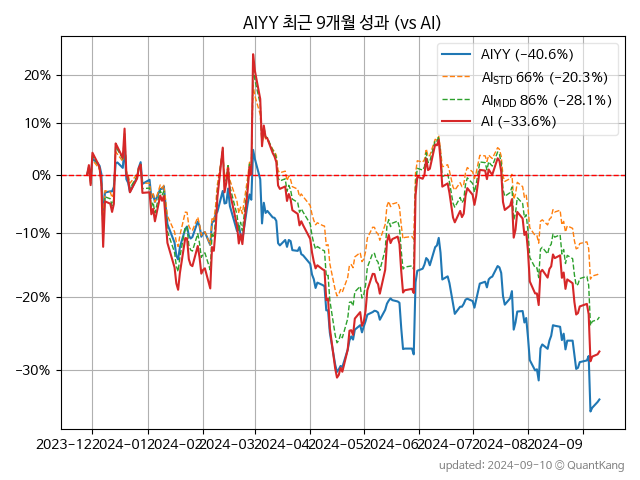 AIYY 최근 9개월 성과 (vs AI)
AIYY (−40.6%)
AISTD 66% (−20.3%)
AIMDD 86% (−28.1%)
AI (−33.6%)
20%
10%
0%
−10%
−20%
−30%
2023-12 2024-01 2024-02 2024-03 2024-04 2024-05 2024-06 2024-07 2024-08 2024-09
updated: 2024-09-10 © QuantKang